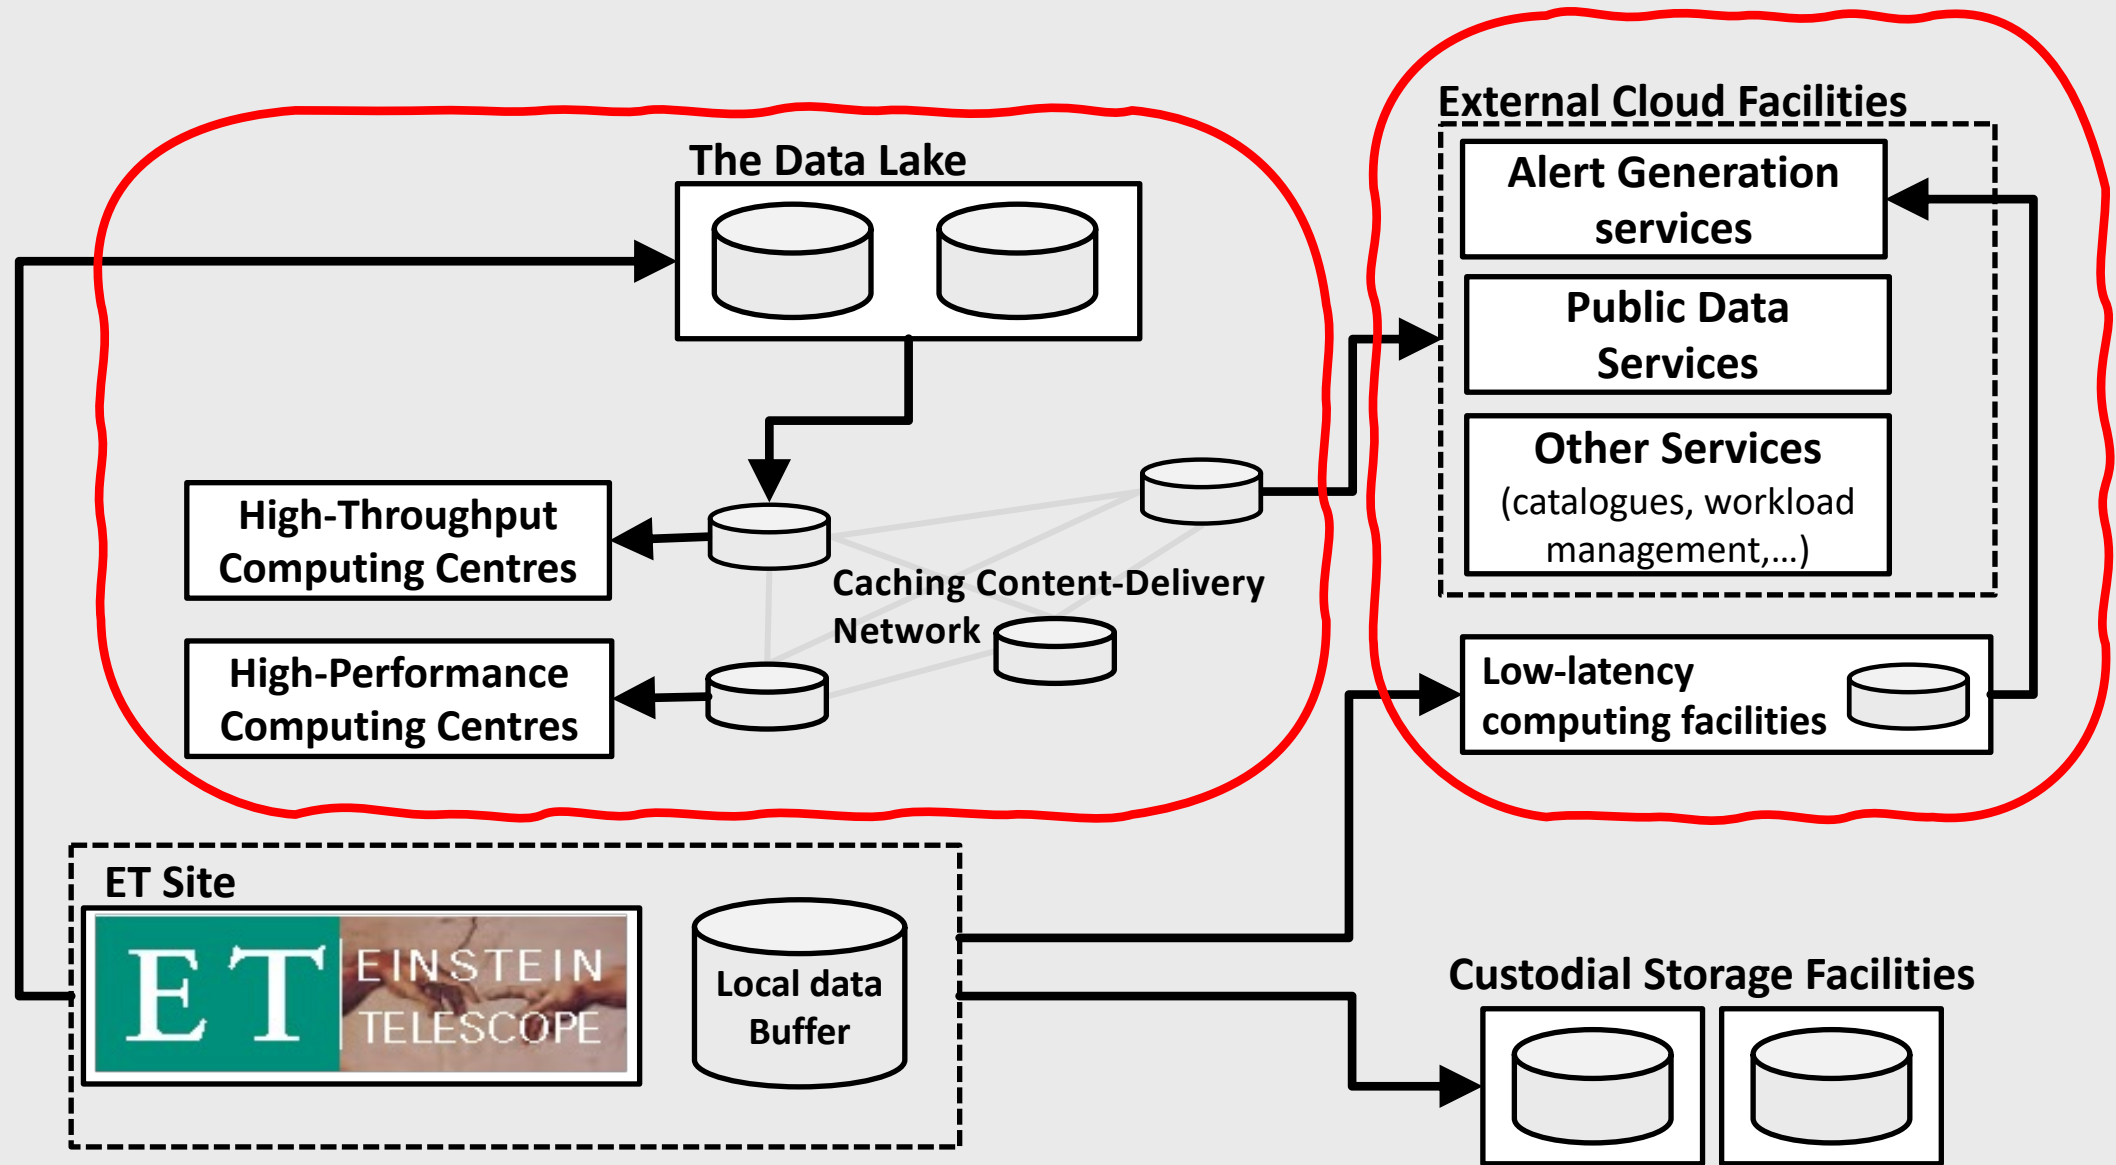 External Cloud Facilities
The Data Lake
Alert Generation
services
Public Data
Services
Other Services
(catalogues, workload
management,...)
High-Throughput
Computing Centres
Caching Content-Delivery
Network
High-Performance
Computing Centres
Low-latency
computing facilities
ET Site
ET
EINSTEIN
TELESCOPE
Local data
Buffer
Custodial Storage Facilities